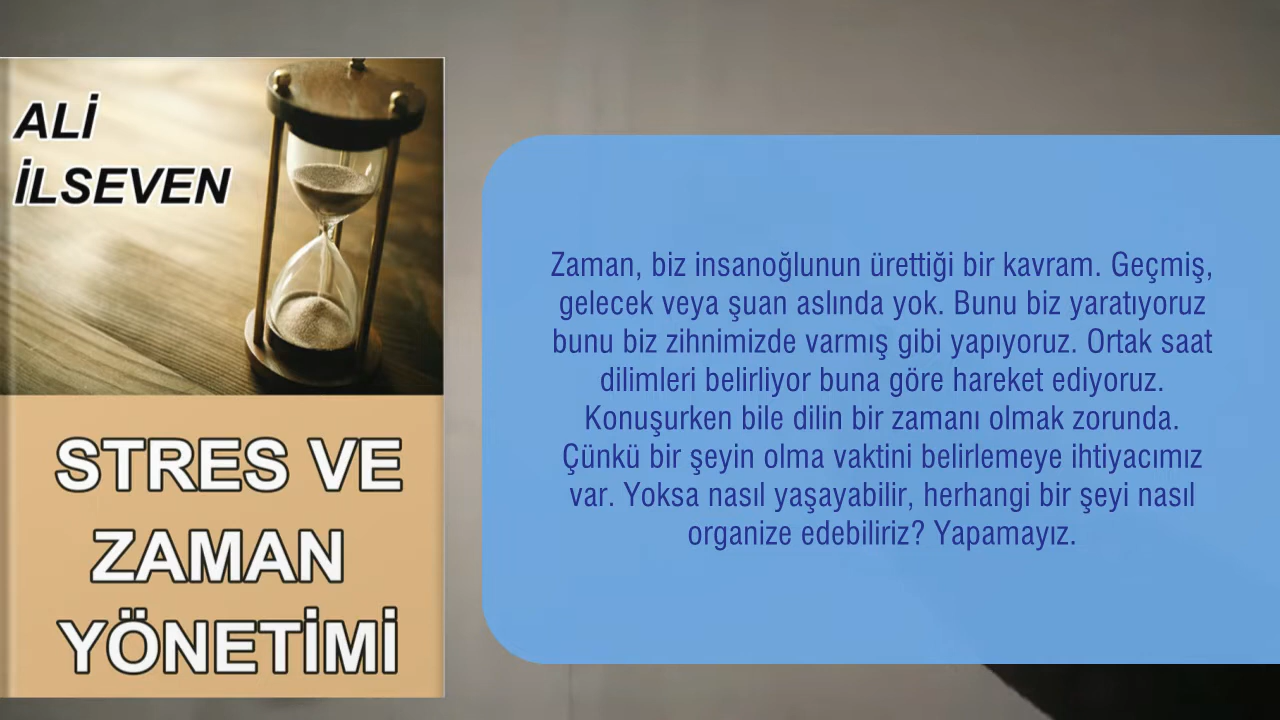 ALİ
İLSEVEN
STRES VE
ZAMAN
YÖNETİMİ
Zaman, biz insanoğlunun ürettiği bir kavram. Geçmiş,
gelecek veya şuan aslında yok. Bunu biz yaratıyoruz
bunu biz zihnimizde varmış gibi yapıyoruz. Ortak saat
dilimleri belirliyor buna göre hareket ediyoruz.
Konuşurken bile dilin bir zamanı olmak zorunda.
Çünkü bir şeyin olma vaktini belirlemeye ihtiyacımız
var. Yoksa nasıl yaşayabilir, herhangi bir şeyi nasıl
organize edebiliriz? Yapamayız.